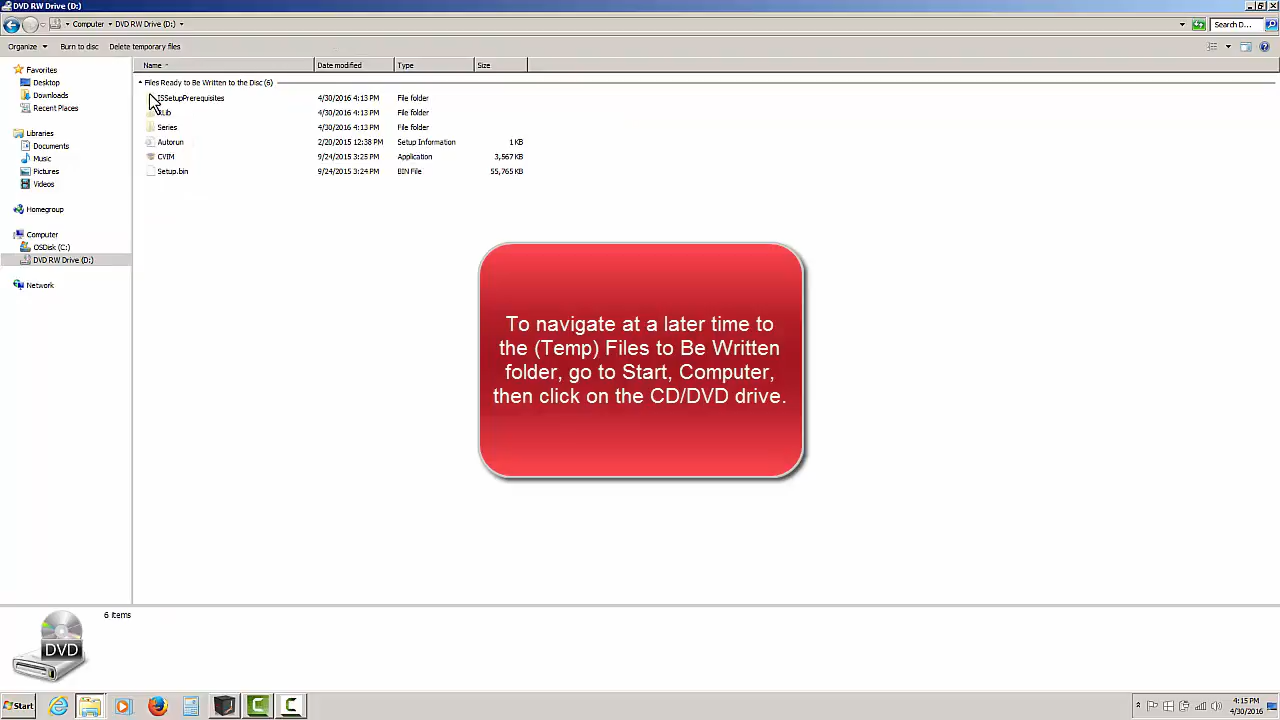 DVD RW Drive (D:)
Computer DVD RW Drive (D:)
Search D...
Organize Burn to disc Delete temporary files
Favorites
Desktop
Downloads
Recent Places
Libraries
Documents
Music
Pictures
Videos
Homegroup
Computer
OSDisk (C:)
DVD RW Drive (D:)
Network
Name Date modified Type Size
Files Ready to Be Written to the Disc (6)
ISSetupPrerequisites 4/30/2016 4:13 PM File folder
4/30/2016 4:13 PM File folder
Series 4/30/2016 4:13 PM File folder
Autorun 2/20/2015 12:38 PM Setup Information 1 KB
CVIM 9/24/2015 3:25 PM Application 3,567 KB
Setup.bin 9/24/2015 3:24 PM BIN File 55,765 KB
To navigate at a later time to
the (Temp) Files to Be Written
folder, go to Start, Computer,
then click on the CD/DVD drive.
6 items
DVD
Start
4:15 PM
4/30/2016